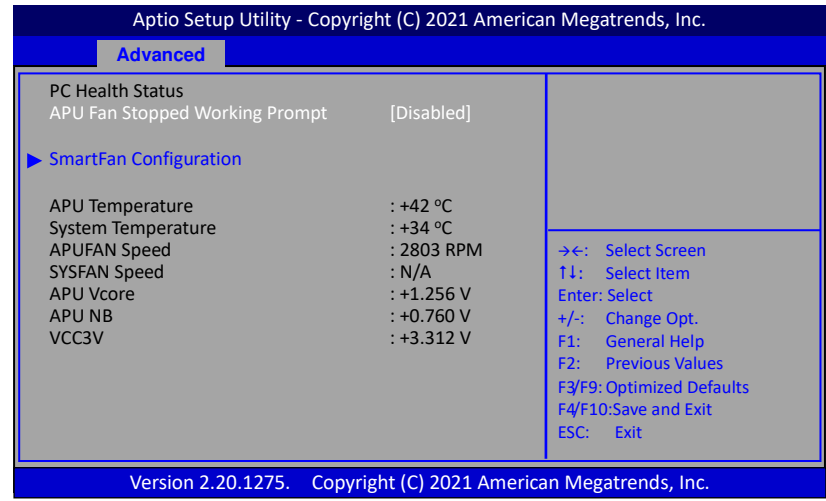 Aptio Setup Utility - Copyright (C) 2021 American Megatrends, Inc.
Advanced
PC Health Status
APU Fan Stopped Working Prompt [Disabled]
▶ SmartFan Configuration
APU Temperature : +42 ºC
System Temperature : +34 ºC
APUFAN Speed : 2803 RPM
SYSFAN Speed : N/A
APU Vcore : +1.256 V
APU NB : +0.760 V
VCC3V : +3.312 V
→←: Select Screen
↑↓: Select Item
Enter: Select
+/-: Change Opt.
F1: General Help
F2: Previous Values
F3/F9: Optimized Defaults
F4/F10:Save and Exit
ESC: Exit
Version 2.20.1275. Copyright (C) 2021 American Megatrends, Inc.